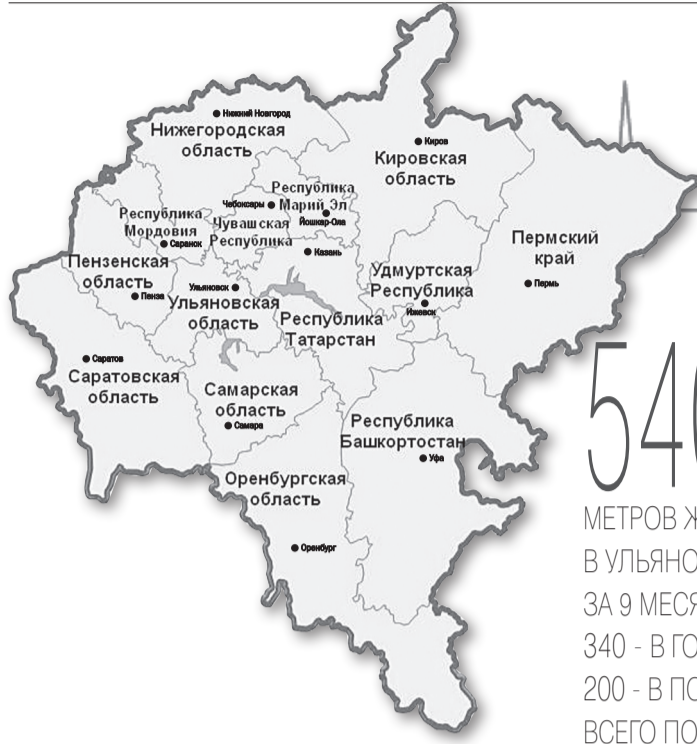 Нижний Новгород
Нижегородская
область
Киров
Кировская
область
Республика
Марий Эл
Йошкар-Ола
Чебоксары
Чувашская
Республика
Республика
Мордовия
Саранск
Казань
Пермский
край
Пермь
Удмуртская
Республика
Ижевск
Пензенская
область
Пенза
Ульяновск
Ульяновская
область
Республика
Татарстан
Саратов
Саратовская
область
Самарская
область
Самара
Республика
Башкортостан
Уфа
Оренбургская
область
Оренбург
540
МЕТРОВ Ж
В УЛЬЯНО
ЗА 9 МЕСЯ
340 - В ГО
200 - В ПО
ВСЕГО ПО